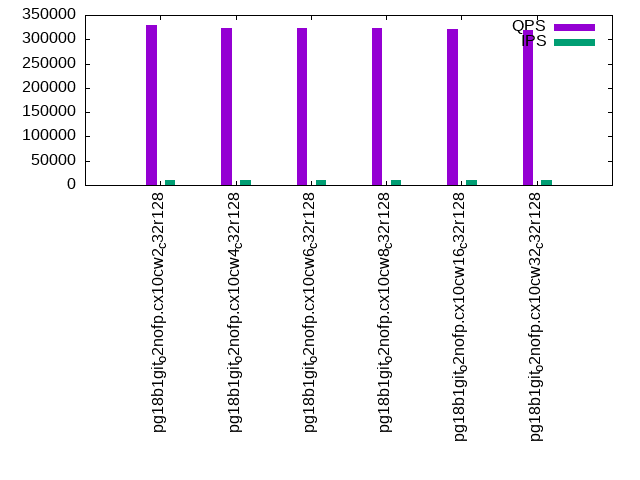 350000
300000
250000
200000
150000
100000
50000
0
QPS
IPS
pg18b1git_o2nofp.cx10cw2_c32r128
pg18b1git_o2nofp.cx10cw4_c32r128
pg18b1git_o2nofp.cx10cw6_c32r128
pg18b1git_o2nofp.cx10cw8_c32r128
pg18b1git_o2nofp.cx10cw16_c32r128
pg18b1git_o2nofp.cx10cw32_c32r128